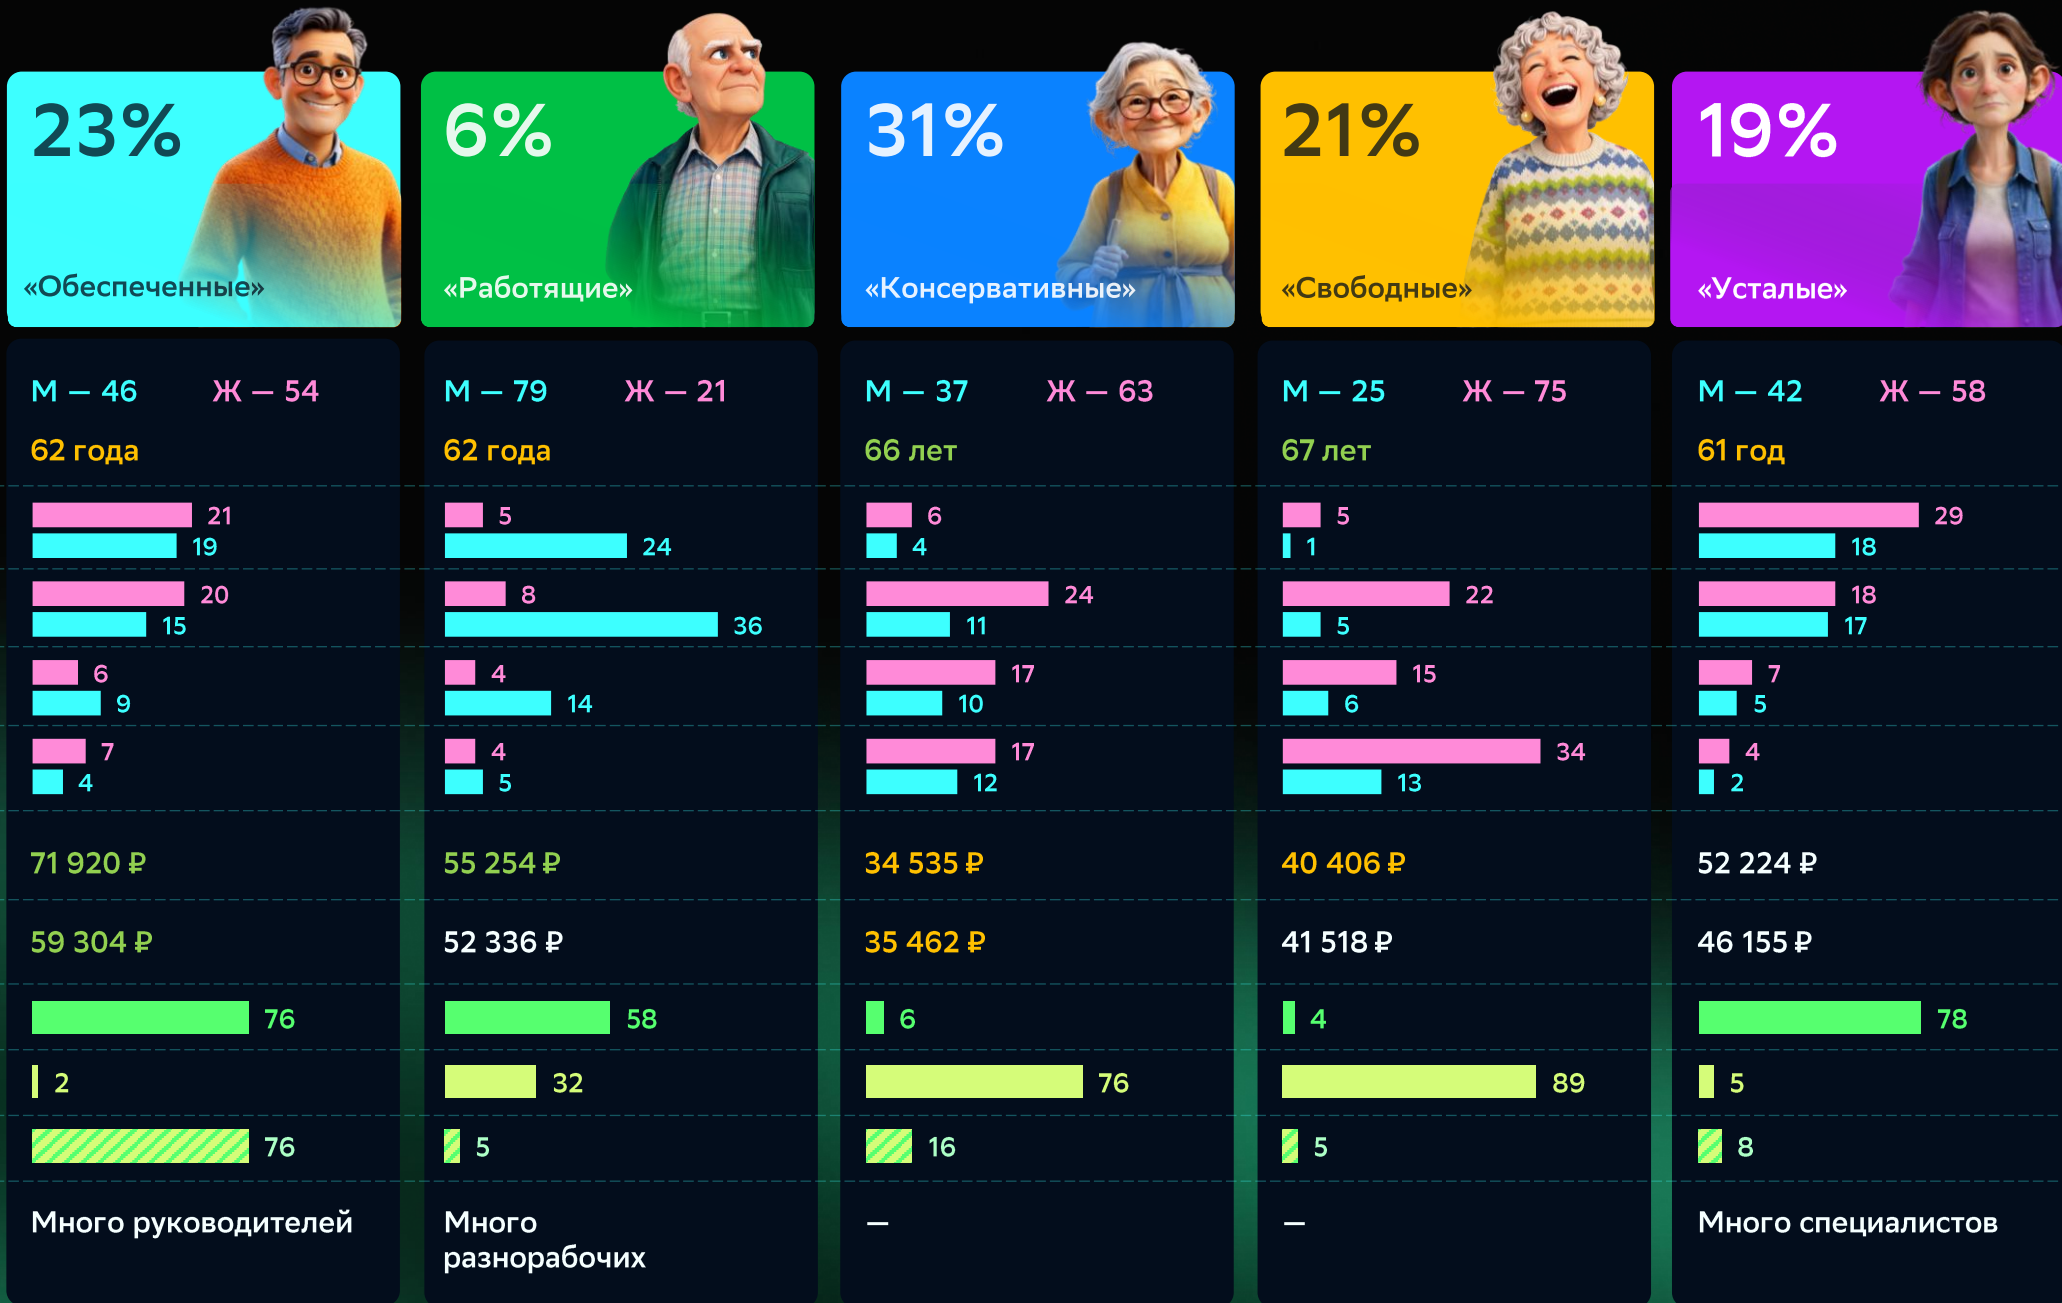 23%
6%
31%
21%
19%
«Обеспеченные»
«Работящие»
«Консервативные»
«Свободные»
«Усталые»
М — 46 Ж — 54
М — 79 Ж — 21
М — 37 Ж — 63
М — 25 Ж — 75
М — 42 Ж — 58
62 года
62 года
66 лет
67 лет
61 год
21
5
6
5
29
19
24
4
1
18
20
8
24
22
18
15
36
11
5
17
6
4
17
15
7
9
14
10
6
5
7
4
17
34
4
4
5
12
13
2
71 920 ₽
55 254 ₽
34 535 ₽
40 406 ₽
52 224 ₽
59 304 ₽
52 336 ₽
35 462 ₽
41 518 ₽
46 155 ₽
76
58
6
4
78
2
32
76
89
5
76
5
16
5
8
Много руководителей
Много
разнорабочих
—
—
Много специалистов